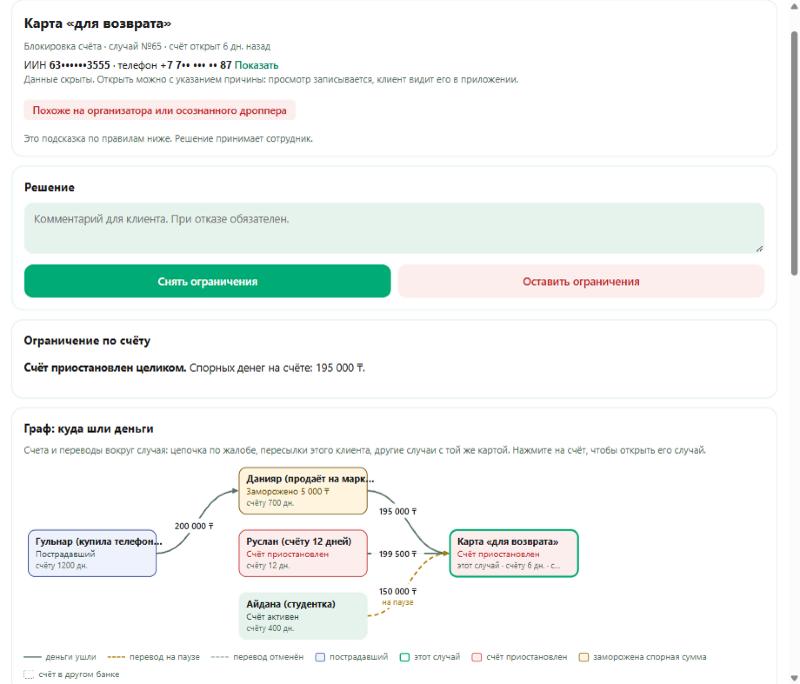 Карта «для возврата»
Блокировка счёта · случай №65 · счёт открыт 6 дн. назад
ИИН 63••••••3555 · телефон +7 7•• ••• •• 87 Показать
Данные скрыты. Открыть можно с указанием причины: просмотр записывается, клиент видит его в приложении.
Похоже на организатора или осознанного дроппера
Это подсказка по правилам ниже. Решение принимает сотрудник.
Решение
Комментарий для клиента. При отказе обязателен.
Снять ограничения
Оставить ограничения
Ограничение по счёту
Счёт приостановлен целиком. Спорных денег на счёте: 195 000 ₸.
Граф: куда шли деньги
Счета и переводы вокруг случая: цепочка по жалобе, пересылки этого клиента, другие случаи с той же картой. Нажмите на счёт, чтобы открыть его случай.
Гульнар (купила телефон...
Пострадавший
счёту 1200 дн.
200 000 ₸
Данияр (продаёт на марк...
Заморожено 5 000 ₸
счёту 700 дн.
195 000 ₸
Руслан (счёту 12 дней)
Счёт приостановлен
счёту 12 дн.
199 500 ₸
Айдана (студентка)
Счёт активен
счёту 400 дн.
150 000 ₸
на паузе
Карта «для возврата»
Счёт приостановлен
этот случай · счёту 6 дн. · с...
деньги ушли
перевод на паузе
перевод отменён
пострадавший
этот случай
счёт приостановлен
заморожена спорная сумма
счёт в другом банке